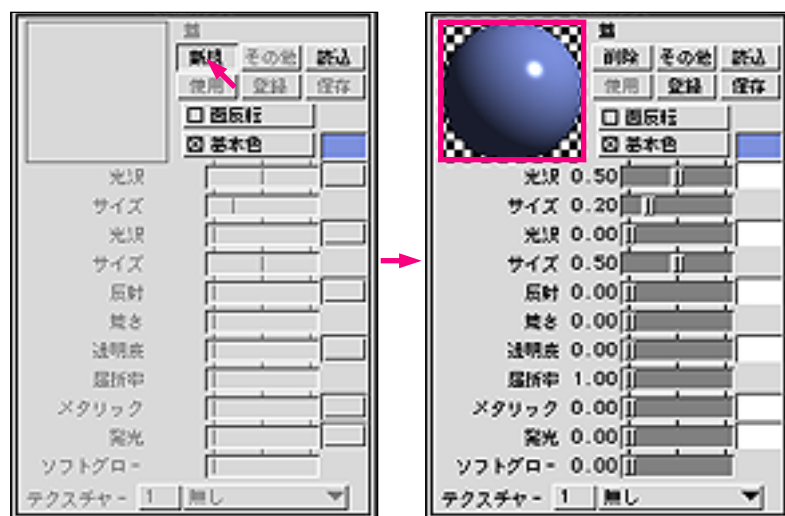 蓋
新規 その他 読込
使用 登録 保存
面反転
基本色
光沢
サイズ
光沢
サイズ
反射
荒さ
透明度
屈折率
メタリック
発光
ソフトグロー
テクスチャー 1 無し
蓋
削除 その他 読込
使用 登録 保存
面反転
基本色
光沢 0.50
サイズ 0.20
光沢 0.00
サイズ 0.50
反射 0.00
荒さ 0.00
透明度 0.00
屈折率 1.00
メタリック 0.00
発光 0.00
ソフトグロー 0.00
テクスチャー 1 無し